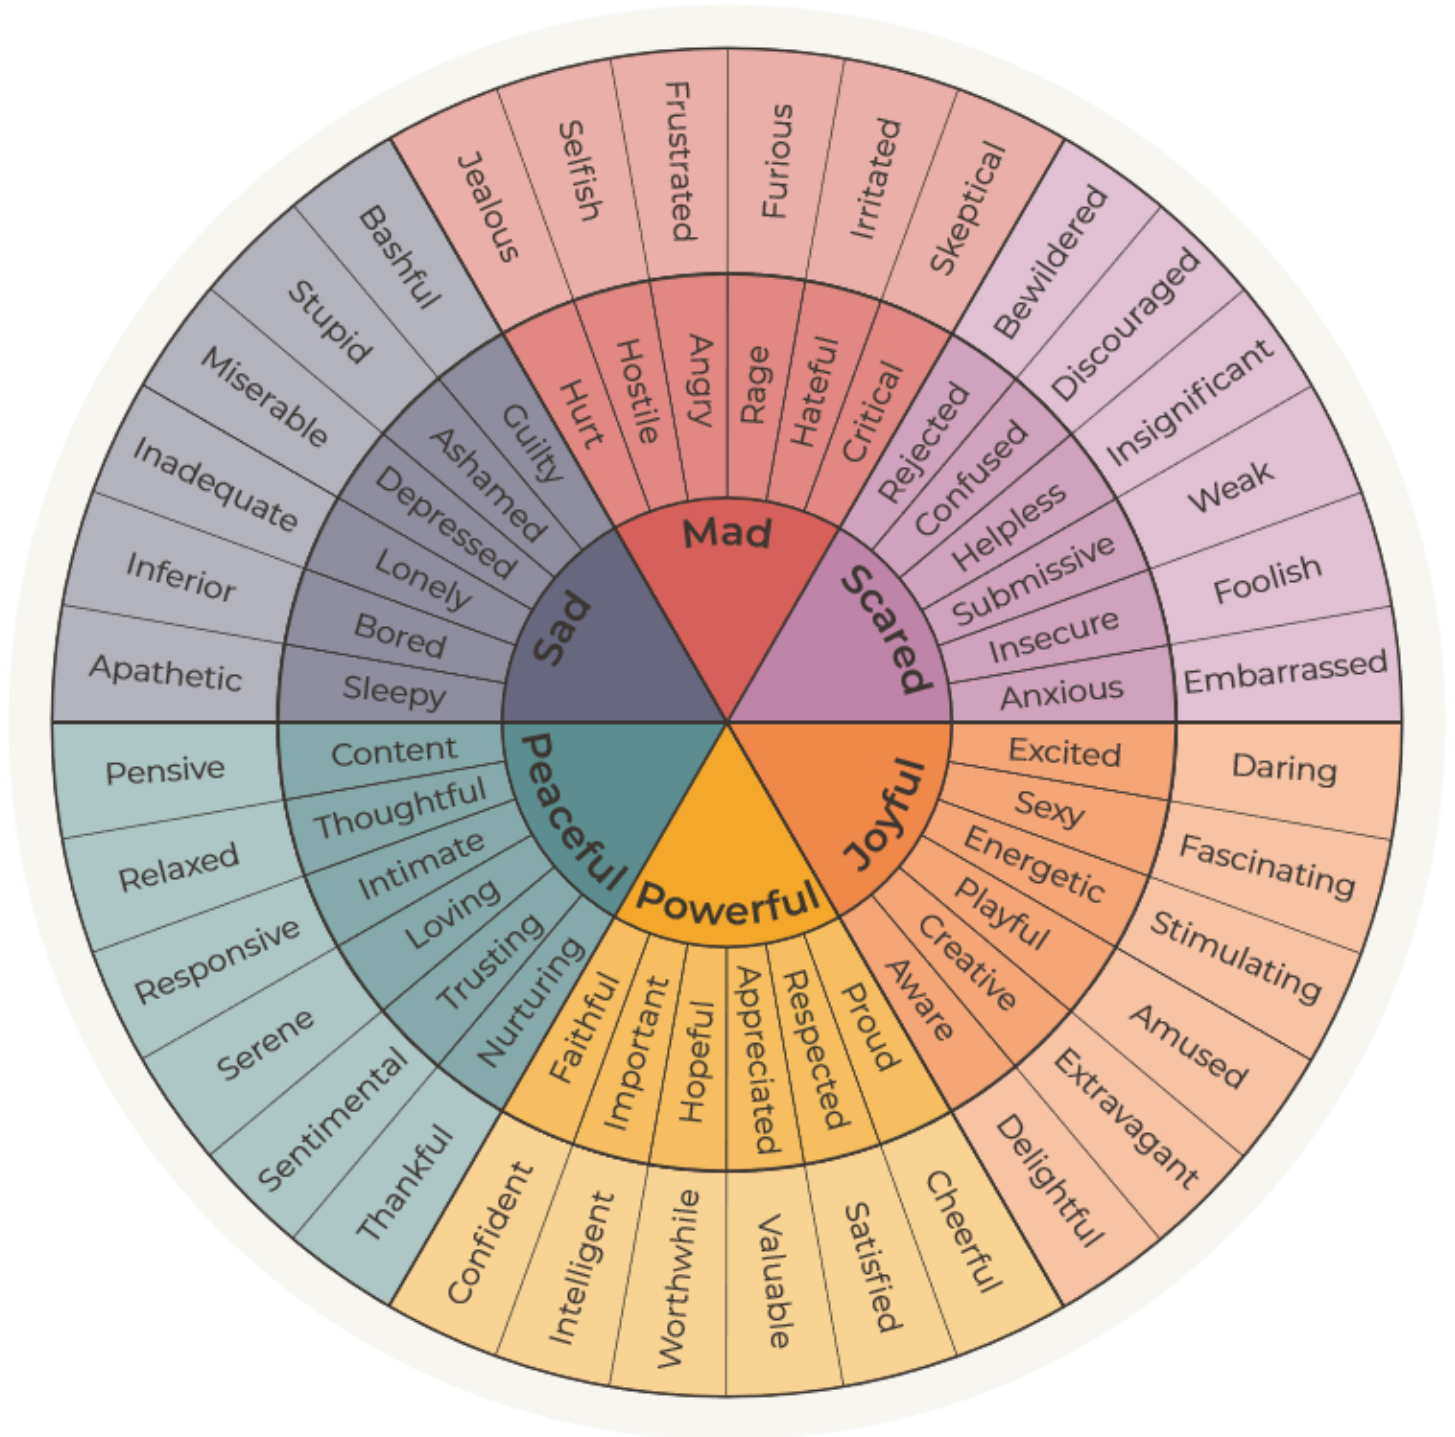 Mad
Hurt
Hostile
Angry
Rage
Hateful
Critical
Jealous
Selfish
Frustrated
Furious
Irritated
Skeptical
Scared
Rejected
Confused
Helpless
Submissive
Insecure
Anxious
Bewildered
Discouraged
Insignificant
Weak
Foolish
Embarrassed
Joyful
Excited
Sexy
Energetic
Playful
Creative
Aware
Daring
Fascinating
Stimulating
Amused
Extravagant
Delightful
Powerful
Proud
Respected
Appreciated
Hopeful
Important
Faithful
Cheerful
Satisfied
Valuable
Worthwhile
Intelligent
Confident
Peaceful
Nurturing
Trusting
Loving
Intimate
Thoughtful
Content
Thankful
Sentimental
Serene
Responsive
Relaxed
Pensive
Sad
Sleepy
Bored
Lonely
Depressed
Ashamed
Guilty
Apathetic
Inferior
Inadequate
Miserable
Stupid
Bashful